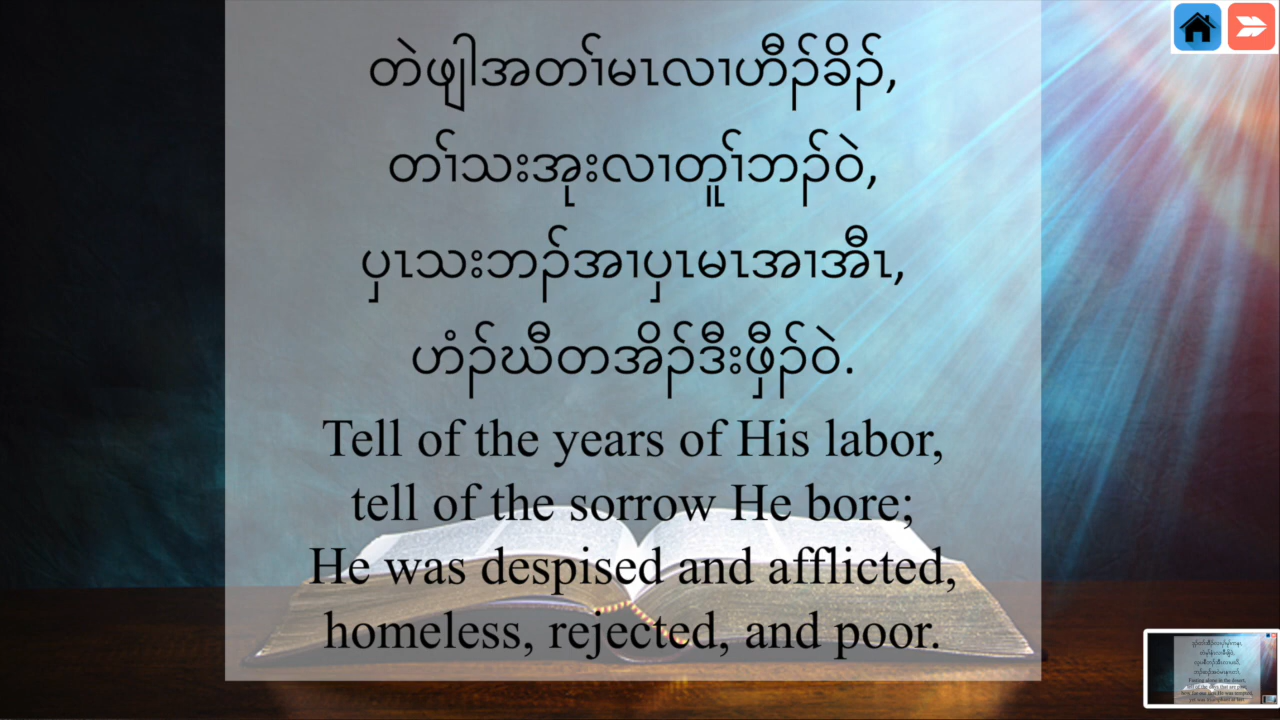 တဲဖျါအတၢ်မၤလၢဟီၣ်ခိၣ်,
တၢ်သးအုးလၢတူၢ်ဘၣ်ဝဲ,
ပှၤသးဘၣ်အၢပှၤမၤအၢအီၤ,
ဟံၣ်ဃီတအိၣ်ဒီးဖှီၣ်ဝဲ.
Tell of the years of His labor,
tell of the sorrow He bore;
He was despised and afflicted,
homeless, rejected, and poor.